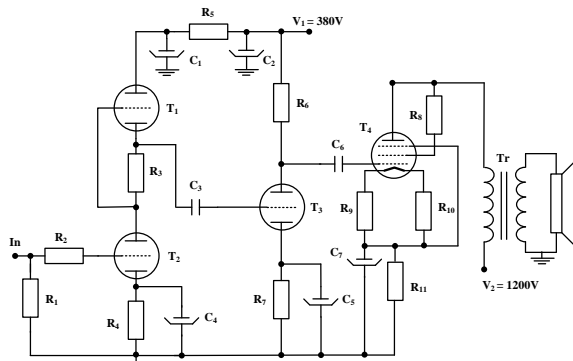 R5
V1 = 380V
C1
C2
T1
R6
T4
R8
C6
Tr
R3
C3
T3
R9
R10
In
R2
T2
C7
V2 = 1200V
R1
R4
C4
R7
C5
R11